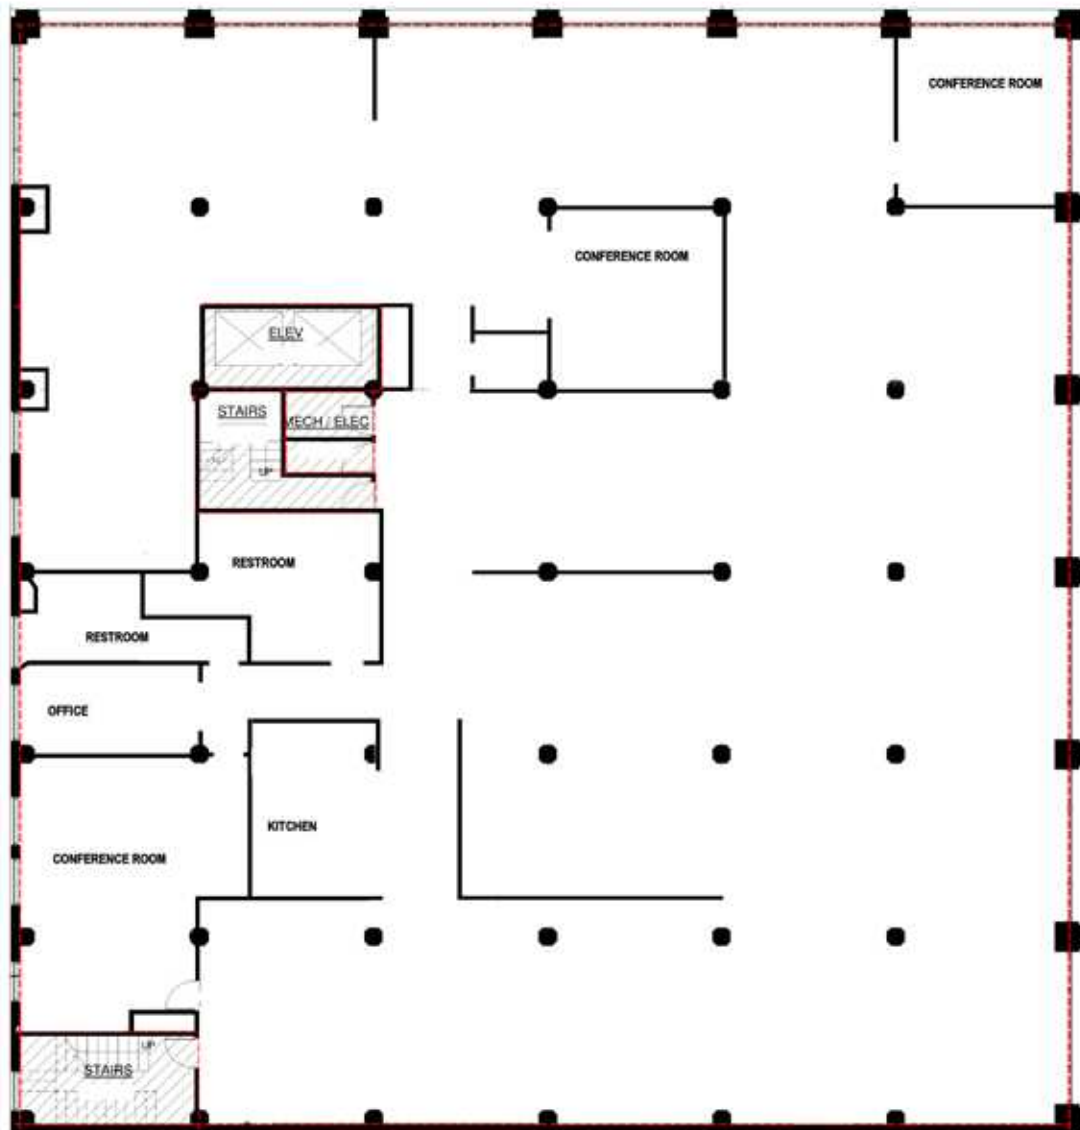 CONFERENCE ROOM
CONFERENCE ROOM
ELEV
STAIRS
MECH / ELEC
UP
RESTROOM
RESTROOM
OFFICE
KITCHEN
CONFERENCE ROOM
UP
STAIRS